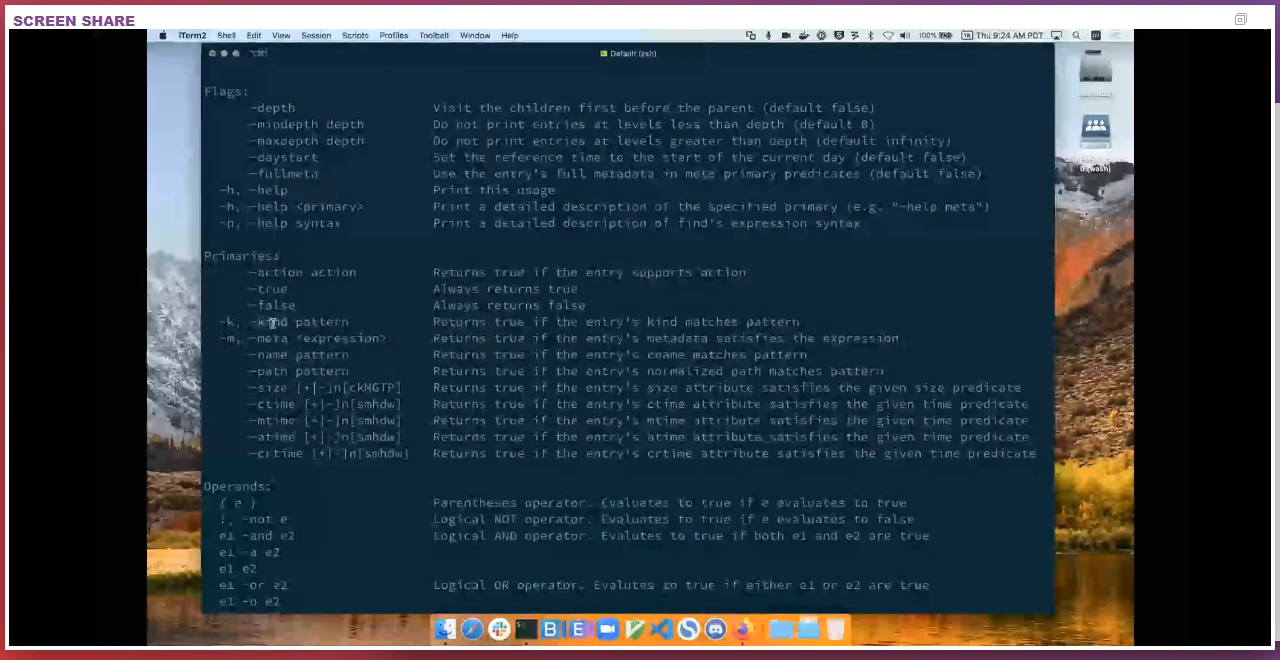 SCREEN SHARE
iTerm2 Shell Edit View Session Scripts Profiles Toolbelt Window Help 100% Thu 9:24 AM PDT
Default (zsh)
Flags:
-depth Visit the children first before the parent (default false)
-mindepth depth Do not print entries at levels less than depth (default 0)
-maxdepth depth Do not print entries at levels greater than depth (default infinity)
-daystart Set the reference time to the start of the current day (default false)
-fullmeta Use the entry's full metadata in meta primary predicates (default false)
-h, -help Print this usage
-h, -help <primary> Print a detailed description of the specified primary (e.g. "-help meta")
-h, -help syntax Print a detailed description of find's expression syntax
Primaries:
-action action Returns true if the entry supports action
-true Always returns true
-false Always returns false
-k, -kind pattern Returns true if the entry's kind matches pattern
-m, -meta <expression> Returns true if the entry's metadata satisfies the expression
-name pattern Returns true if the entry's cname matches pattern
-path pattern Returns true if the entry's normalized path matches pattern
-size [+|-]n[ckMGTP] Returns true if the entry's size attribute satisfies the given size predicate
-ctime [+|-]n[smhdw] Returns true if the entry's ctime attribute satisfies the given time predicate
-mtime [+|-]n[smhdw] Returns true if the entry's mtime attribute satisfies the given time predicate
-atime [+|-]n[smhdw] Returns true if the entry's atime attribute satisfies the given time predicate
-crtime [+|-]n[smhdw] Returns true if the entry's crtime attribute satisfies the given time predicate
Operands:
( e ) Parentheses operator. Evaluates to true if e evaluates to true
!, -not e Logical NOT operator. Evaluates to true if e evaluates to false
e1 -and e2 Logical AND operator. Evalutes to true if both e1 and e2 are true
e1 -a e2
e1 e2
e1 -or e2 Logical OR operator. Evalutes to true if either e1 or e2 are true
e1 -o e2